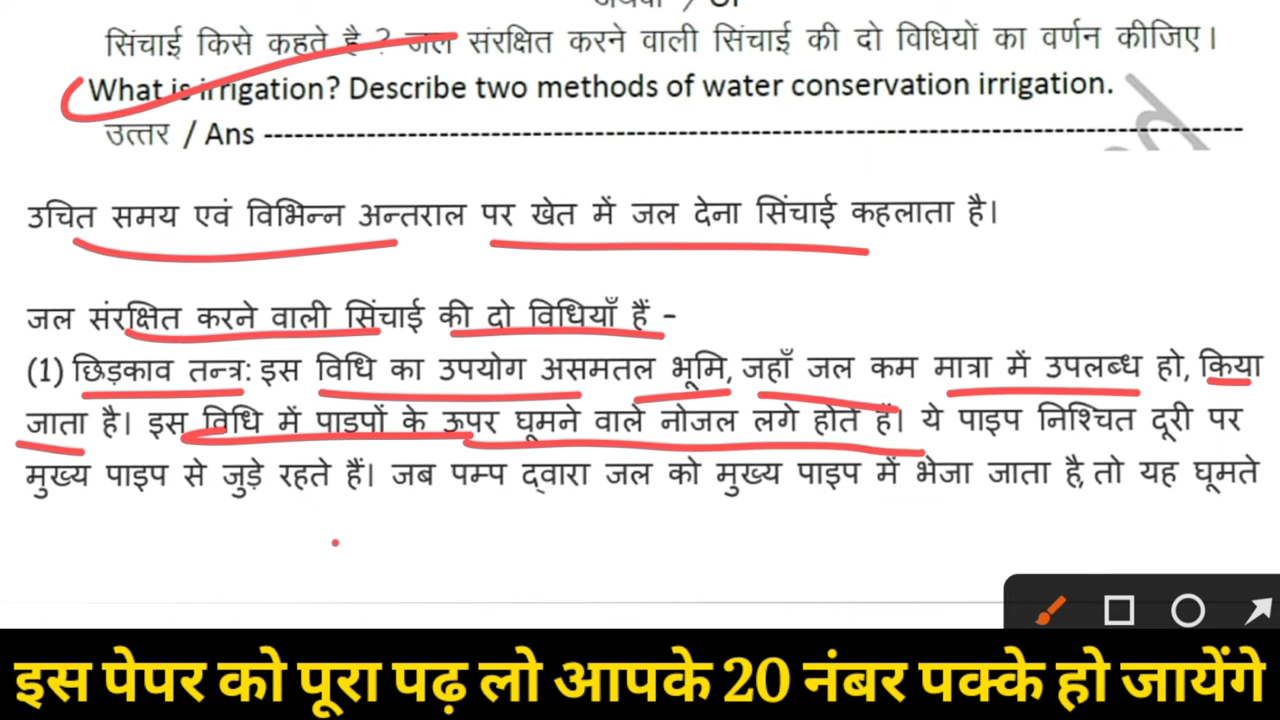 सिंचाई किसे कहते है ? जल संरक्षित करने वाली सिंचाई की दो विधियों का वर्णन कीजिए।
What is irrigation? Describe two methods of water conservation irrigation.
उत्तर / Ans ------------------------------------------------------------
उचित समय एवं विभिन्न अन्तराल पर खेत में जल देना सिंचाई कहलाता है।
जल संरक्षित करने वाली सिंचाई की दो विधियाँ हैं -
(1) छिड़काव तन्त्र: इस विधि का उपयोग असमतल भूमि, जहाँ जल कम मात्रा में उपलब्ध हो, किया
जाता है। इस विधि में पाइपों के ऊपर घूमने वाले नोजल लगे होते हैं। ये पाइप निश्चित दूरी पर
मुख्य पाइप से जुड़े रहते हैं। जब पम्प द्वारा जल को मुख्य पाइप में भेजा जाता है, तो यह घूमते
इस पेपर को पूरा पढ़ लो आपके 20 नंबर पक्के हो जायेंगे